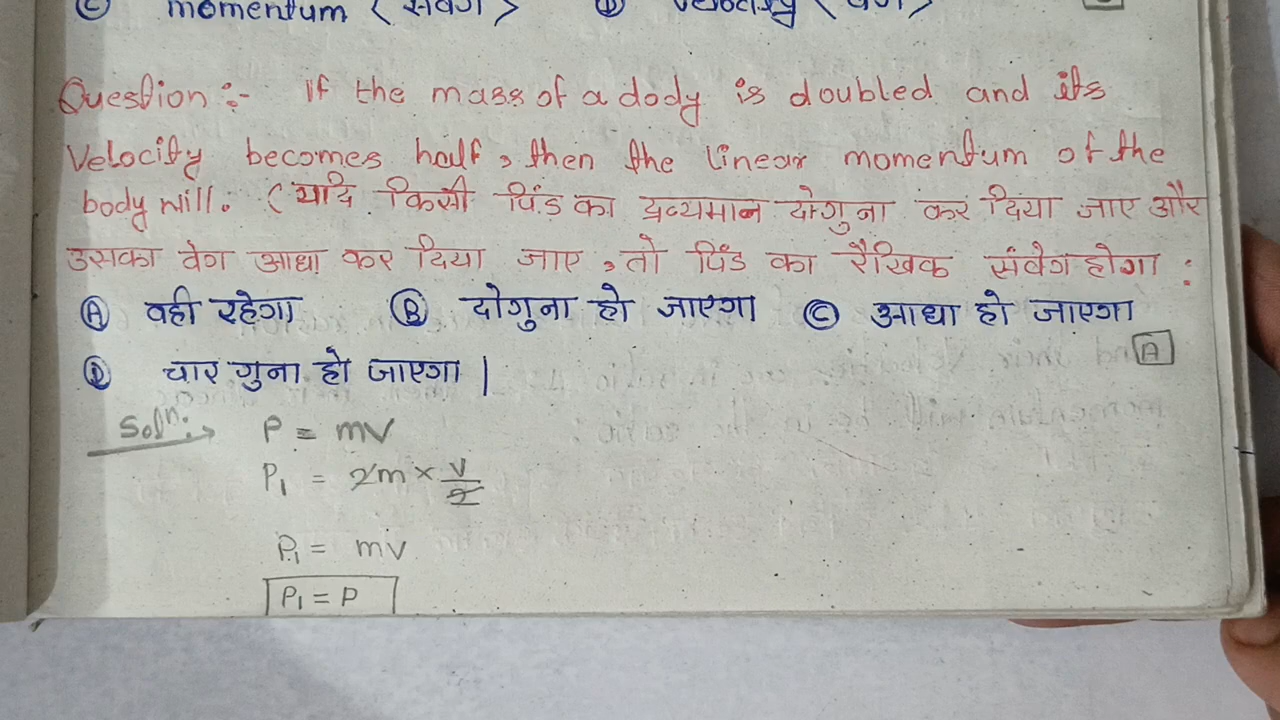 Ⓒ momentum (संवेग) Ⓓ velocity (वेग)
Question :- If the mass of a dody is doubled and its
Velocity becomes half, then the linear momentum of the
body will. (यदि किसी पिंड का द्रव्यमान दोगुना कर दिया जाए और
उसका वेग आधा कर दिया जाए, तो पिंड का रैखिक संवेग होगा :
Ⓐ वही रहेगा Ⓑ दोगुना हो जाएगा Ⓒ आधा हो जाएगा
Ⓓ चार गुना हो जाएगा | A
Solⁿ: → P = mv
P₁ = 2m × v/2
P₁ = mv
P₁ = P